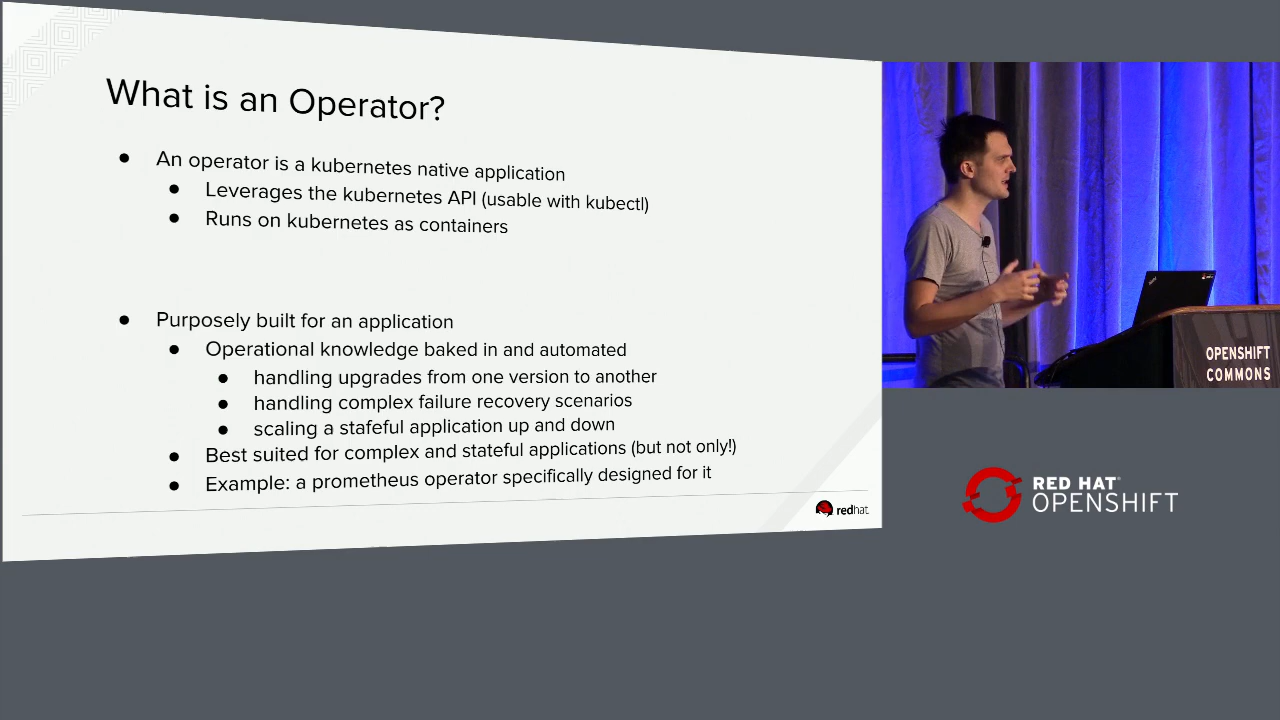 What is an Operator?
● An operator is a kubernetes native application
● Leverages the kubernetes API (usable with kubectl)
● Runs on kubernetes as containers
● Purposely built for an application
● Operational knowledge baked in and automated
● handling upgrades from one version to another
● handling complex failure recovery scenarios
● scaling a stafeful application up and down
● Best suited for complex and stateful applications (but not only!)
● Example: a prometheus operator specifically designed for it
redhat.
OPENSHIFT
COMMONS
RED HAT®
OPENSHIFT